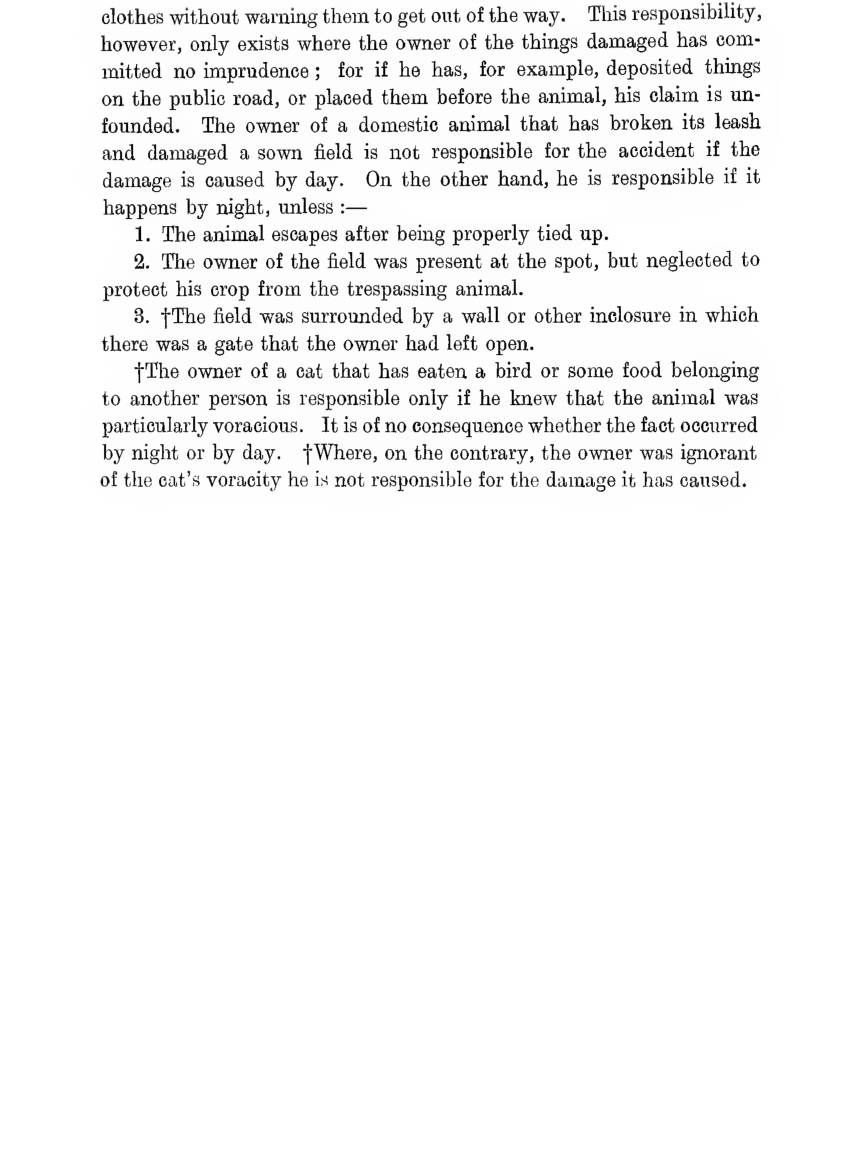 clothes without warning them to get out of the way. This responsibility,
however, only exists where the owner of the things damaged has com-
mitted no imprudence ; for if he has, for example, deposited things
on the public road, or placed them before the animal, his claim is un-
founded. The owner of a domestic animal that has broken its leash
and damaged a sown field is not responsible for the accident if the
damage is caused by day. On the other hand, he is responsible if it
happens by night, unless :—
1. The animal escapes after being properly tied up.
2. The owner of the field was present at the spot, but neglected to
protect his crop from the trespassing animal.
3. †The field was surrounded by a wall or other inclosure in which
there was a gate that the owner had left open.
†The owner of a cat that has eaten a bird or some food belonging
to another person is responsible only if he knew that the animal was
particularly voracious. It is of no consequence whether the fact occurred
by night or by day. †Where, on the contrary, the owner was ignorant
of the cat's voracity he is not responsible for the damage it has caused.